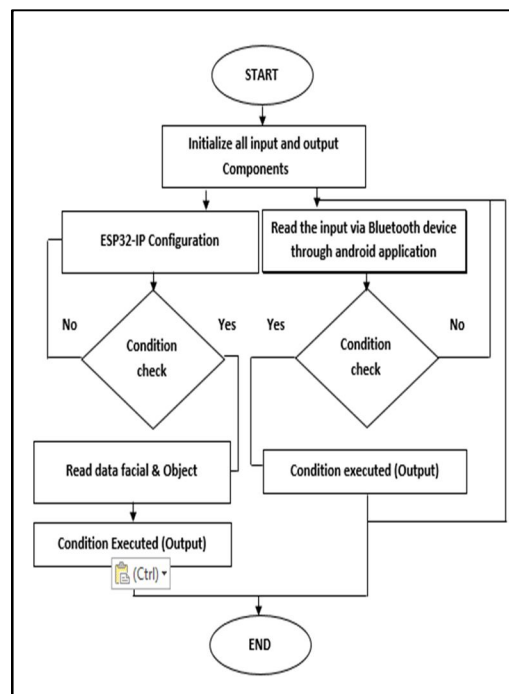 START
Initialize all input and output
Components
ESP32-IP Configuration
Read the input via Bluetooth device
through android application
No
Condition
check
Yes
Yes
Condition
check
No
Read data facial & Object
Condition executed (Output)
Condition Executed (Output)
(Ctrl)
END